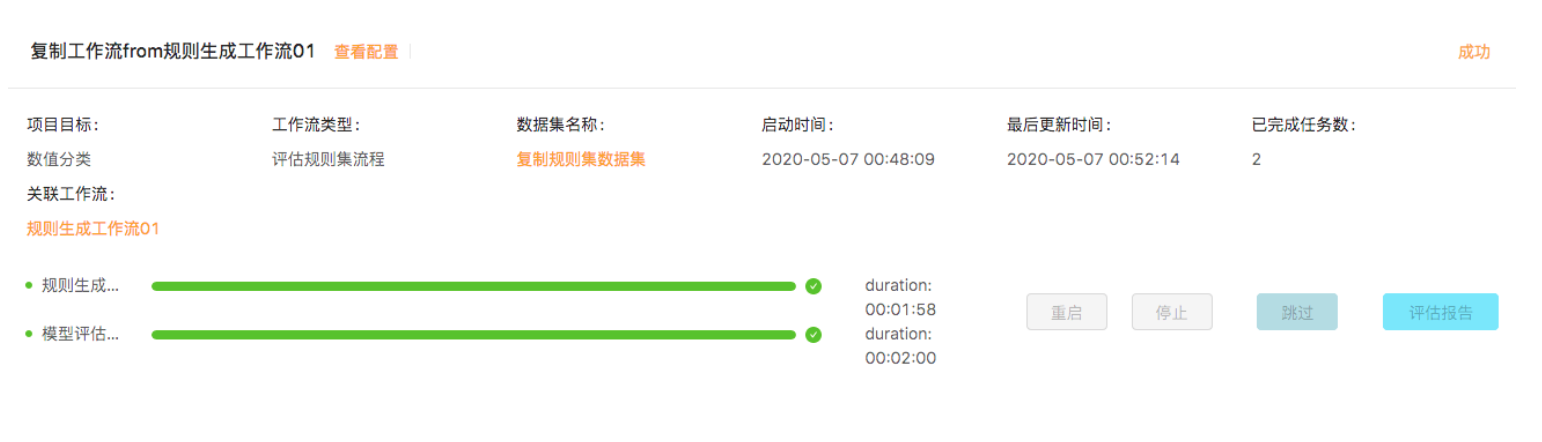 复制工作流from规则生成工作流01 查看配置 成功
项目目标: 工作流类型: 数据集名称: 启动时间: 最后更新时间: 已完成任务数:
数值分类 评估规则集流程 复制规则集数据集 2020-05-07 00:48:09 2020-05-07 00:52:14 2
关联工作流:
规则生成工作流01
规则生成... duration:
00:01:58
模型评估... duration:
00:02:00
重启 停止 跳过 评估报告